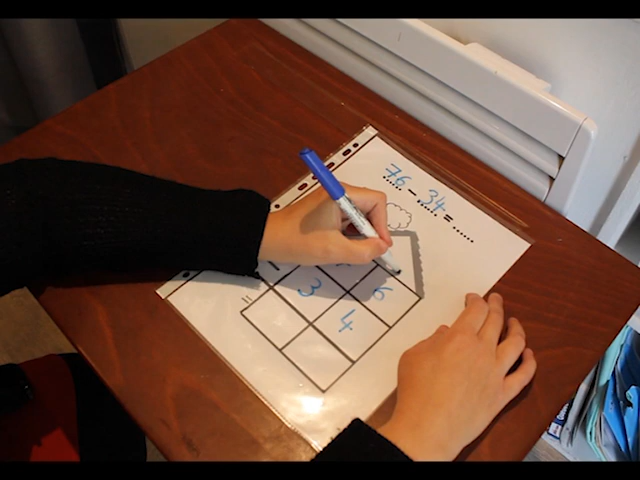 76 - 34 =
6
3 4
=